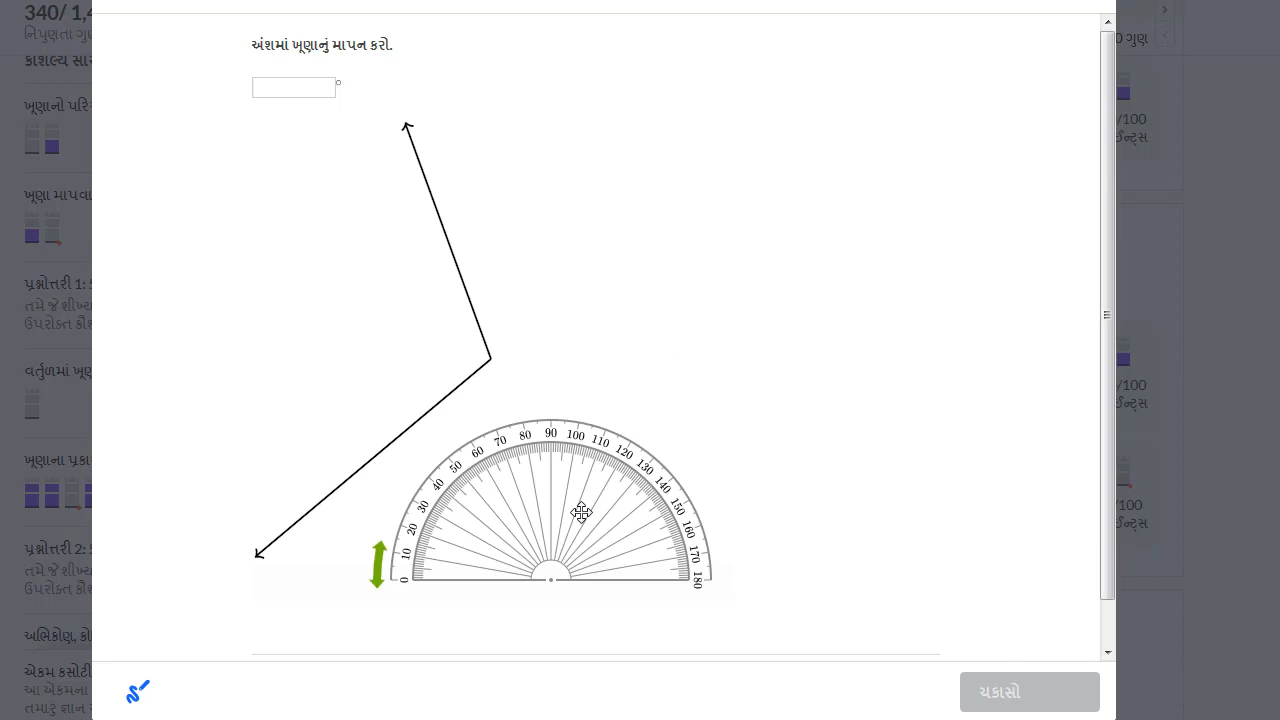 340/ 1,4
નિપુણતા ગુણ
કૌશલ્ય સા
ખૂણાનો પરિ
ખૂણા માપવા
પ્રશ્નોત્તરી 1:
તમે જે શીખ્ય
ઉપરોક્ત કૌશ
વર્તુળમાં ખૂણ
ખૂણાના પ્રકા
પ્રશ્નોત્તરી 2:
તમે જે શીખ્ય
ઉપરોક્ત કૌશ
એકમ કસોટી
આ એકમના
તમારું જ્ઞાન
અંશમાં ખૂણાનું માપન કરો.
°
0 10 20 30 40 50 60 70 80 90 100 110 120 130 140 150 160 170 180
ચકાસો
0 ગુણ
/100
ઈન્ટ્સ
/100
ઈન્ટ્સ
/100
ઈન્ટ્સ